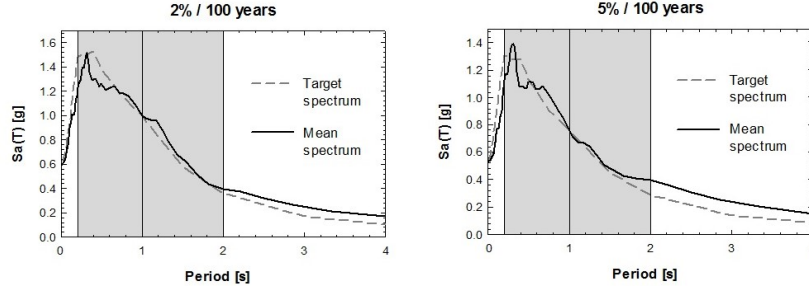 2% / 100 years
1.6
1.4
1.2
1.0
0.8
0.6
0.4
0.2
0.0
Sa(T) [g]
Target
spectrum
Mean
spectrum
0
1
2
3
4
Period [s]
5% / 100 years
1.4
1.2
1.0
0.8
0.6
0.4
0.2
0.0
Sa(T) [g]
Target
spectrum
Mean
spectrum
0
1
2
3
Period [s]